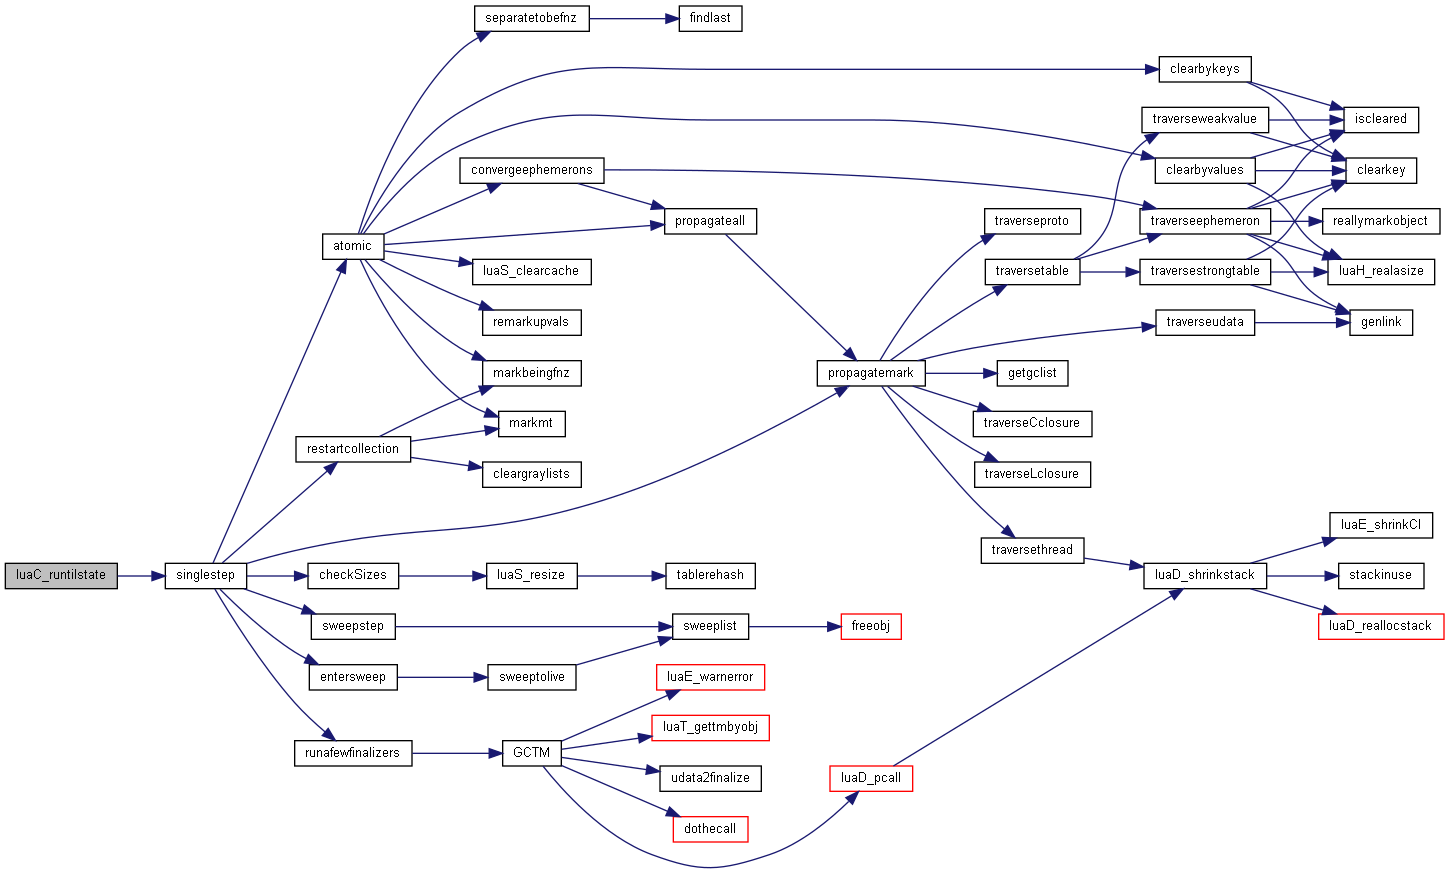 separatetobefnz
findlast
clearbykeys
traverseweakvalue
iscleared
convergeephemerons
clearbyvalues
clearkey
propagateall
traverseproto
traverseephemeron
reallymarkobject
atomic
luaS_clearcache
traversetable
traversestrongtable
luaH_realasize
remarkupvals
traverseudata
genlink
markbeingfnz
propagatemark
getgclist
markmt
traverseCclosure
restartcollection
cleargraylists
traverseLclosure
luaE_shrinkCI
traversethread
luaC_runtilstate
singlestep
checkSizes
luaS_resize
tablerehash
luaD_shrinkstack
stackinuse
sweepstep
sweeplist
freeobj
luaD_reallocstack
entersweep
sweeptolive
luaE_warnerror
luaT_gettmbyobj
runafewfinalizers
GCTM
udata2finalize
luaD_pcall
dothecall